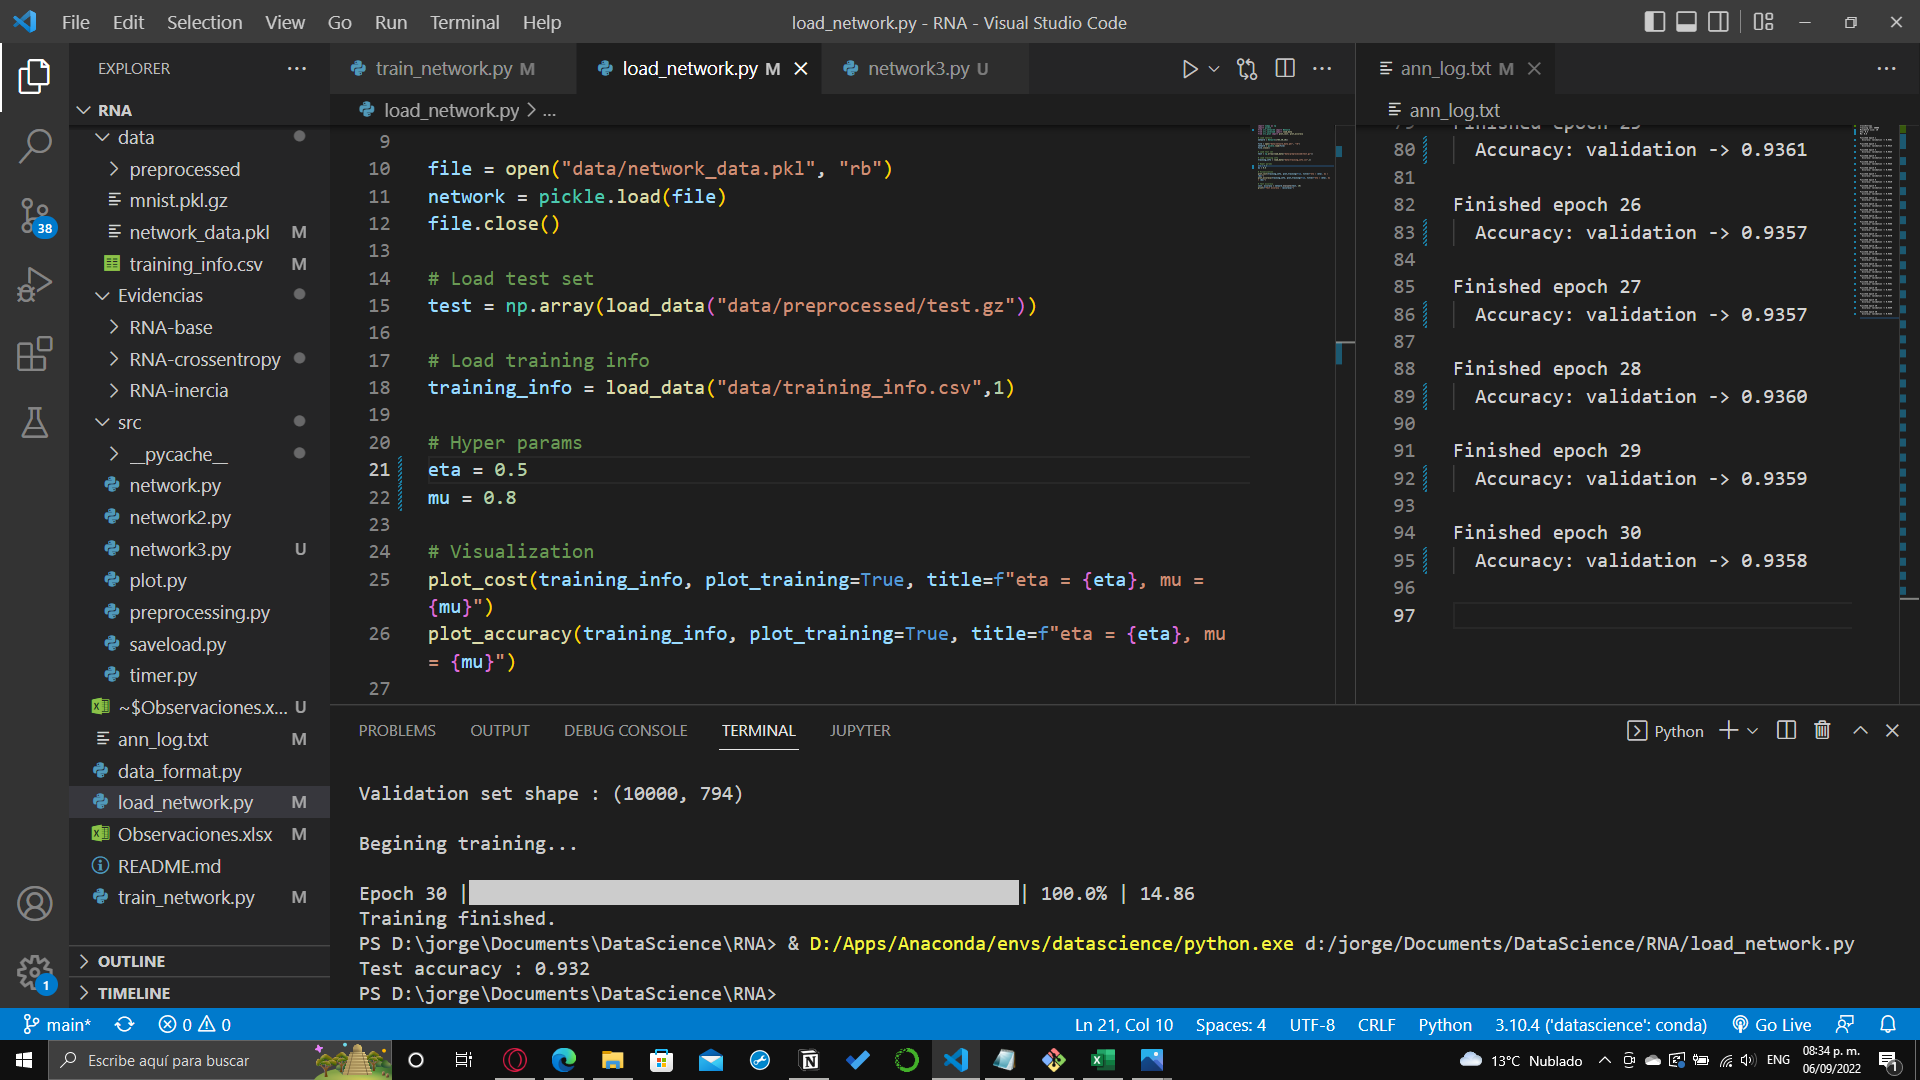 File Edit Selection View Go Run Terminal Help
load_network.py - RNA - Visual Studio Code
EXPLORER
RNA
data
preprocessed
mnist.pkl.gz
network_data.pkl M
training_info.csv M
Evidencias
RNA-base
RNA-crossentropy
RNA-inercia
src
__pycache__
network.py
network2.py
network3.py U
plot.py
preprocessing.py
saveload.py
timer.py
~$Observaciones.x... U
ann_log.txt M
data_format.py
load_network.py M
Observaciones.xlsx M
README.md
train_network.py M
OUTLINE
TIMELINE
38
1
train_network.py M
load_network.py M
network3.py U
load_network.py > ...
9
10 file = open("data/network_data.pkl", "rb")
11 network = pickle.load(file)
12 file.close()
13
14 # Load test set
15 test = np.array(load_data("data/preprocessed/test.gz"))
16
17 # Load training info
18 training_info = load_data("data/training_info.csv",1)
19
20 # Hyper params
21 eta = 0.5
22 mu = 0.8
23
24 # Visualization
25 plot_cost(training_info, plot_training=True, title=f"eta = {eta}, mu =
{mu}")
26 plot_accuracy(training_info, plot_training=True, title=f"eta = {eta}, mu
= {mu}")
27
ann_log.txt M
ann_log.txt
79 Finished epoch 25
80 Accuracy: validation -> 0.9361
81
82 Finished epoch 26
83 Accuracy: validation -> 0.9357
84
85 Finished epoch 27
86 Accuracy: validation -> 0.9357
87
88 Finished epoch 28
89 Accuracy: validation -> 0.9360
90
91 Finished epoch 29
92 Accuracy: validation -> 0.9359
93
94 Finished epoch 30
95 Accuracy: validation -> 0.9358
96
97
PROBLEMS OUTPUT DEBUG CONSOLE TERMINAL JUPYTER
Python
Validation set shape : (10000, 794)
Begining training...
Epoch 30 | | 100.0% | 14.86
Training finished.
PS D:\jorge\Documents\DataScience\RNA> & D:/Apps/Anaconda/envs/datascience/python.exe d:/jorge/Documents/DataScience/RNA/load_network.py
Test accuracy : 0.932
PS D:\jorge\Documents\DataScience\RNA>
main* 0 0
Ln 21, Col 10 Spaces: 4 UTF-8 CRLF Python 3.10.4 ('datascience': conda) Go Live
Escribe aquí para buscar
13°C Nublado
ENG
08:34 p. m.
06/09/2022
1